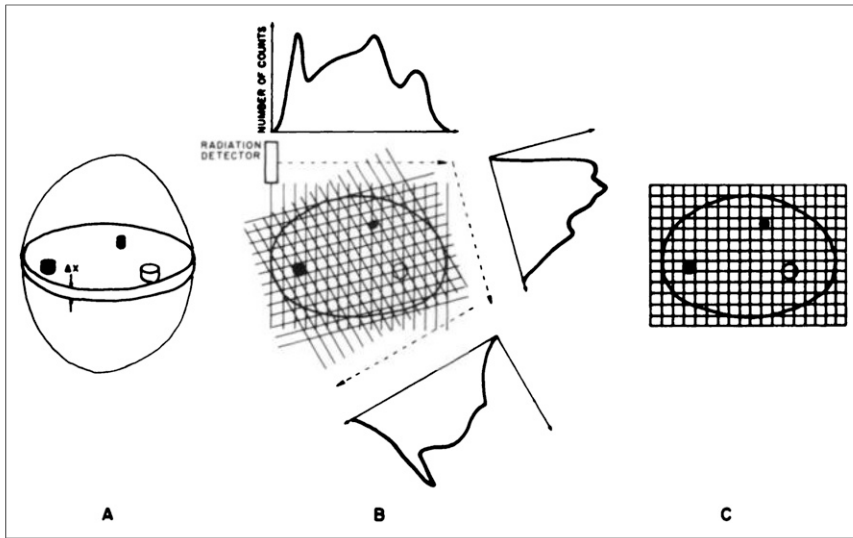 NUMBER OF COUNTS
RADIATION
DETECTOR
Δx
A
B
C